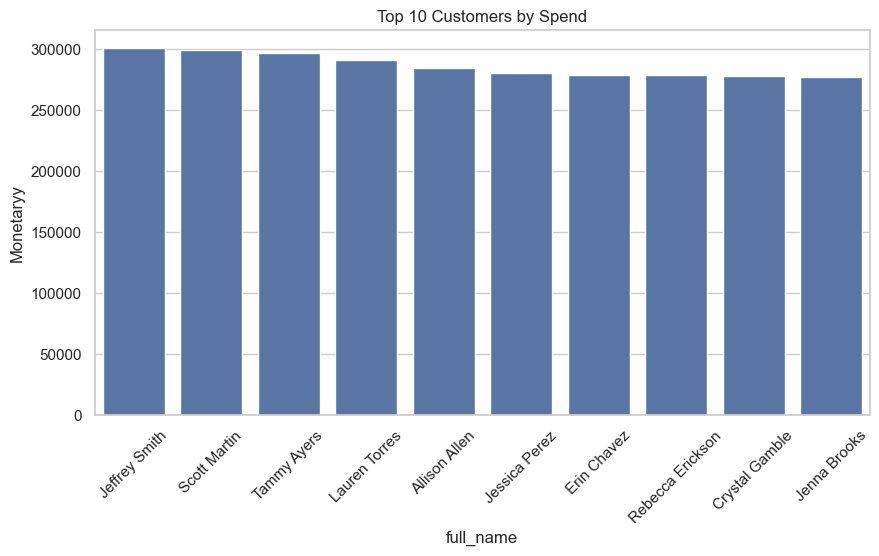 Top 10 Customers by Spend
Monetaryy
300000
250000
200000
150000
100000
50000
0
Jeffrey Smith
Scott Martin
Tammy Ayers
Lauren Torres
Allison Allen
Jessica Perez
Erin Chavez
Rebecca Erickson
Crystal Gamble
Jenna Brooks
full_name